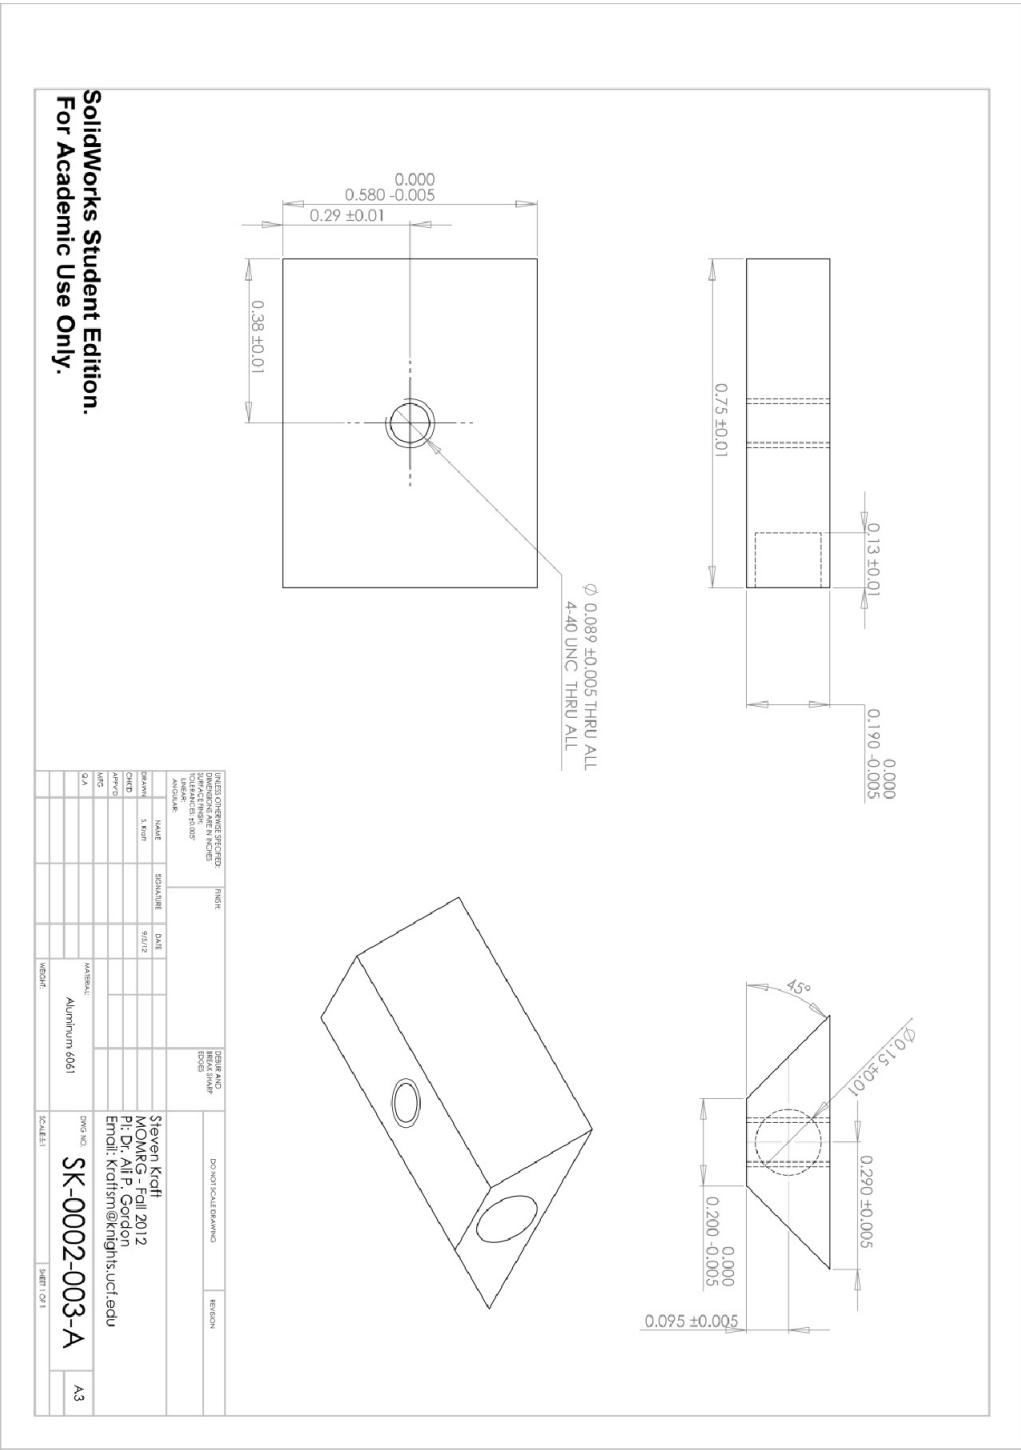 SolidWorks Student Edition.
For Academic Use Only.
0.000
0.580 -0.005
0.29 ±0.01
0.38 ±0.01
Ø 0.089 ±0.005 THRU ALL
4-40 UNC THRU ALL
0.75 ±0.01
0.13 ±0.01
0.000
0.190 -0.005
45°
Ø0.15 ±0.01
0.290 ±0.005
0.000
0.200 -0.005
0.095 ±0.005
UNLESS OTHERWISE SPECIFIED:
DIMENSIONS ARE IN INCHES
SURFACE FINISH:
TOLERANCES: ±0.005"
LINEAR:
ANGULAR:
FINISH:
DEBUR AND
BREAK SHARP
EDGES
DO NOT SCALE DRAWING
REVISION
NAME
SIGNATURE
DATE
DRAWN
S. Kraft
9/5/12
CHK'D
APPV'D
MFG
Q.A
MATERIAL:
Aluminum 6061
WEIGHT:
Steven Kraft
MOMRG - Fall 2012
PI: Dr. Ali P. Gordon
Email: Kraftsm@knights.ucf.edu
DWG NO.
SK-0002-003-A
A3
SCALE:5:1
SHEET 1 OF 1